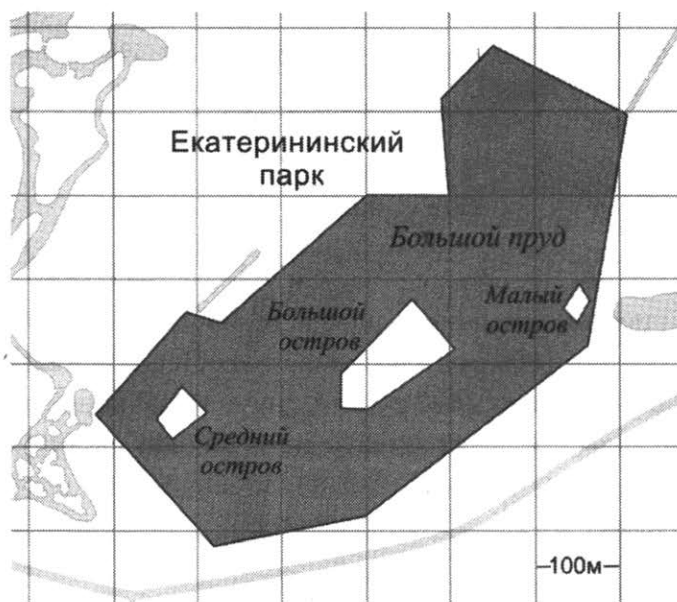 Екатерининский
парк
Большой пруд
Большой
остров
Малый
остров
Средний
остров
100м